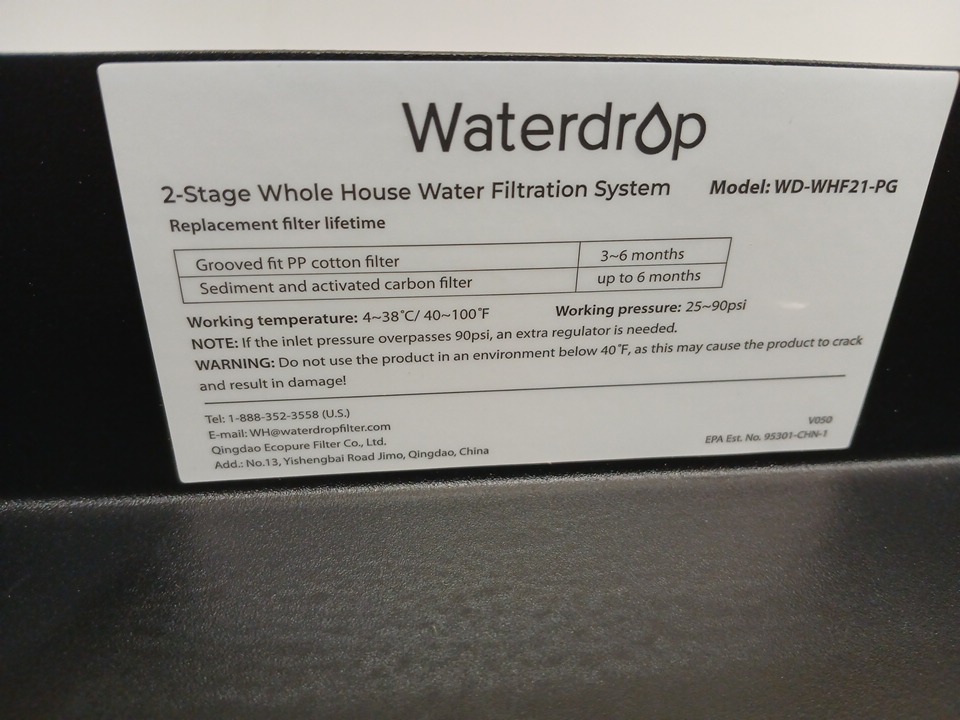 Waterdrop
2-Stage Whole House Water Filtration System Model: WD-WHF21-PG
Replacement filter lifetime
Grooved fit PP cotton filter 3~6 months
Sediment and activated carbon filter up to 6 months
Working temperature: 4~38˚C/ 40~100˚F Working pressure: 25~90psi
NOTE: If the inlet pressure overpasses 90psi, an extra regulator is needed.
WARNING: Do not use the product in an environment below 40˚F, as this may cause the product to crack
and result in damage!
Tel: 1-888-352-3558 (U.S.)
E-mail: WH@waterdropfilter.com
Qingdao Ecopure Filter Co., Ltd.
Add.: No.13, Yishengbai Road Jimo, Qingdao, China
V050
EPA Est. No. 95301-CHN-1